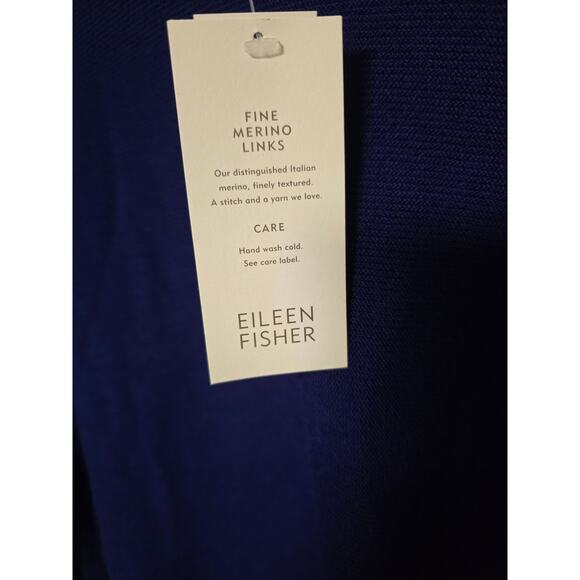 FINE
MERINO
LINKS
Our distinguished Italian
merino, finely textured.
A stitch and a yarn we love.
CARE
Hand wash cold.
See care label.
EILEEN
FISHER